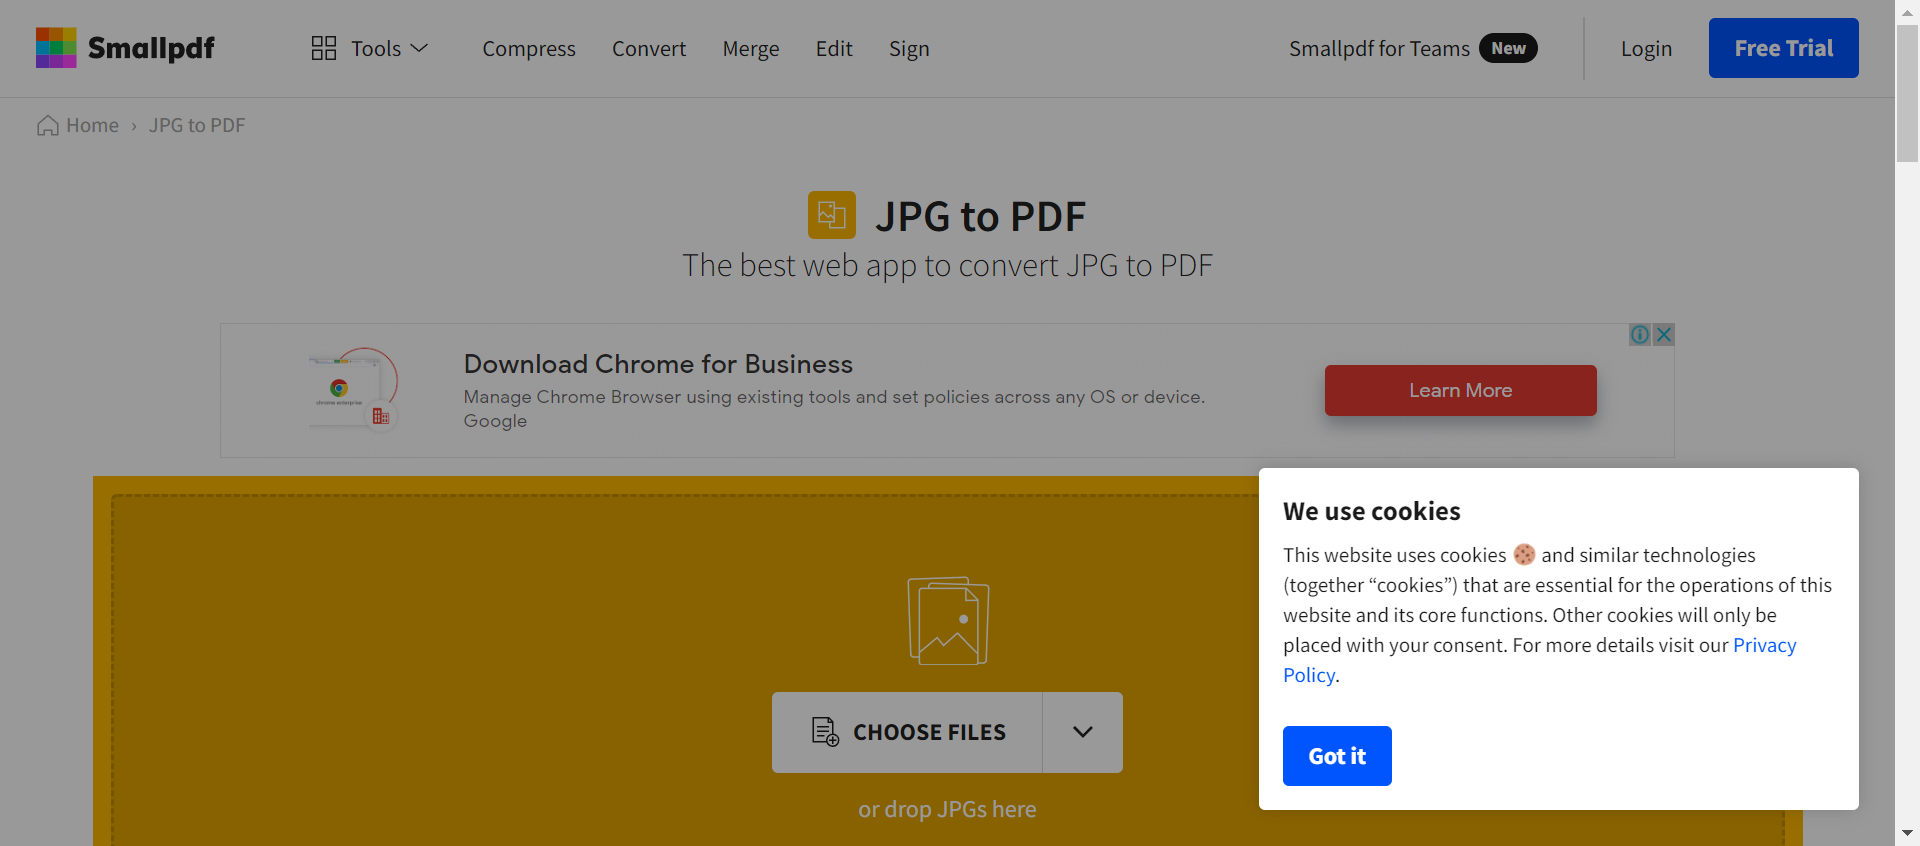 Smallpdf
Tools
Compress
Convert
Merge
Edit
Sign
Smallpdf for Teams New
Login
Free Trial
Home › JPG to PDF
JPG to PDF
The best web app to convert JPG to PDF
Download Chrome for Business
Manage Chrome Browser using existing tools and set policies across any OS or device.
Google
chrome enterprise
Learn More
CHOOSE FILES
or drop JPGs here
We use cookies
This website uses cookies 🍪 and similar technologies
(together “cookies”) that are essential for the operations of this
website and its core functions. Other cookies will only be
placed with your consent. For more details visit our Privacy
Policy.
Got it